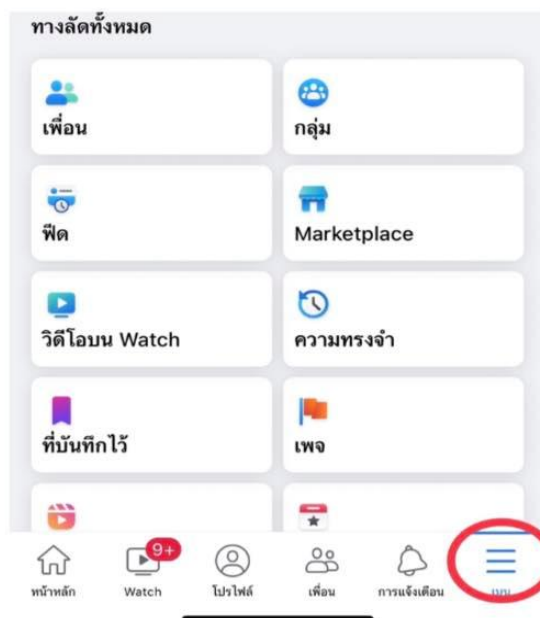 ทางลัดทั้งหมด
เพื่อน
กลุ่ม
ฟีด
Marketplace
วิดีโอบน Watch
ความทรงจำ
ที่บันทึกไว้
เพจ
9+
หน้าหลัก
Watch
โปรไฟล์
เพื่อน
การแจ้งเตือน
เมนู